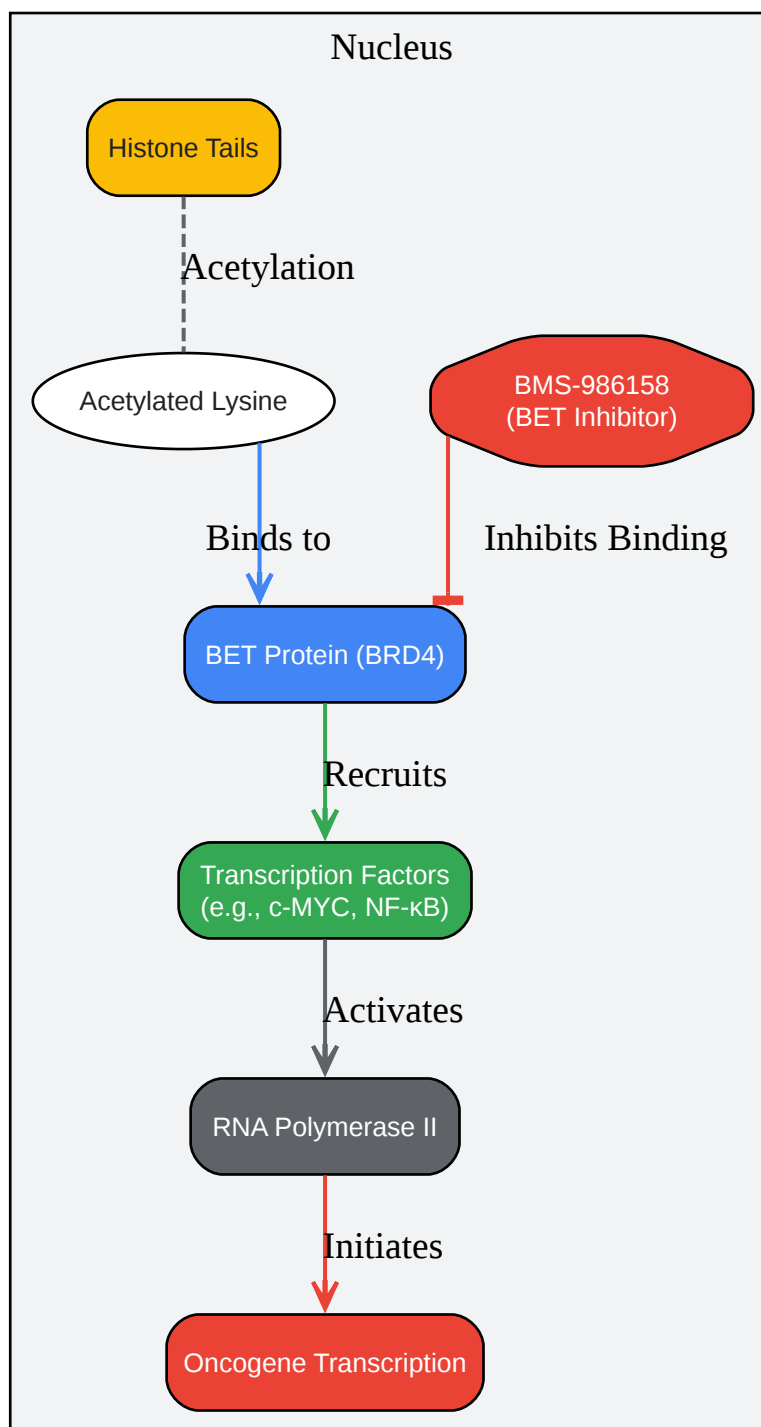 Nucleus
Histone Tails
Acetylation
Acetylated Lysine
BMS-986158
(BET Inhibitor)
Binds to
Inhibits Binding
BET Protein (BRD4)
Recruits
Transcription Factors
(e.g., c-MYC, NF-κB)
Activates
RNA Polymerase II
Initiates
Oncogene Transcription